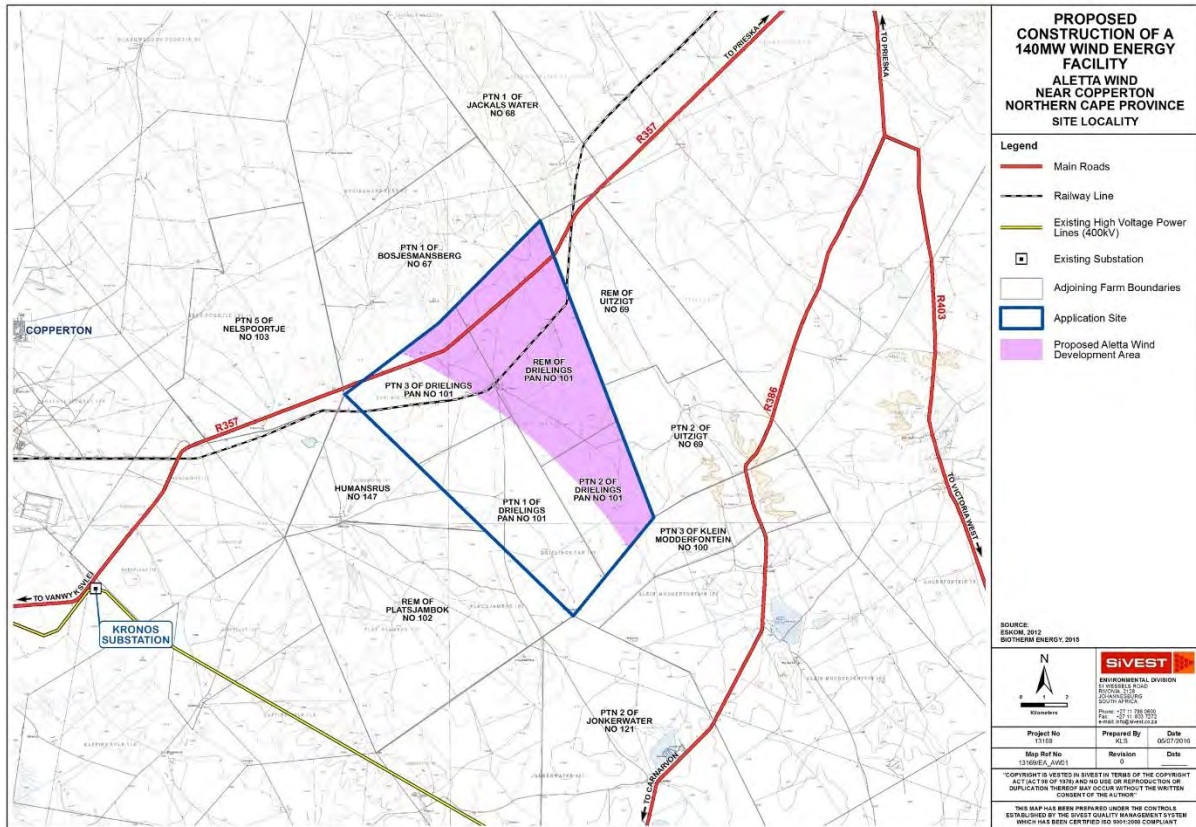 PROPOSED
CONSTRUCTION OF A
140MW WIND ENERGY
FACILITY
ALETTA WIND
NEAR COPPERTON
NORTHERN CAPE PROVINCE
SITE LOCALITY
Legend
Main Roads
Railway Line
Existing High Voltage Power
Lines (400kV)
Existing Substation
Adjoining Farm Boundaries
Application Site
Proposed Aletta Wind
Development Area
TO PRIESKA
TO PRIESKA
PTN 1 OF
JACKALS WATER
NO 68
R357
PTN 1 OF
BOSJESMANSBERG
NO 67
REM OF
UITZIGT
NO 69
R403
COPPERTON
PTN 5 OF
NELSPOORTJE
NO 103
REM OF
DRIELINGS
PAN NO 101
PTN 3 OF DRIELINGS
PAN NO 101
R386
R357
PTN 2 OF
UITZIGT
NO 69
HUMANSRUS
NO 147
PTN 1 OF
DRIELINGS
PAN NO 101
PTN 2 OF
DRIELINGS
PAN NO 101
PTN 3 OF KLEIN
MODDERFONTEIN
NO 100
TO VICTORIA WEST
TO VANWYKSVLEI
KRONOS
SUBSTATION
REM OF
PLATSJAMBOK
NO 102
PTN 2 OF
JONKERWATER
NO 121
TO CARNARVON
SOURCE:
ESKOM, 2012
BIOTHERM ENERGY, 2015
N
0 1 2
Kilometers
SiVEST
ENVIRONMENTAL DIVISION
51 WESSELS ROAD
RIVONIA, 2128
JOHANNESBURG
SOUTH AFRICA
Project No
13169
Prepared By
KLS
Date
05/07/2016
Map Ref No
13169/EA_AW01
Revision
0
Date
"COPYRIGHT IS VESTED IN SIVEST IN TERMS OF THE COPYRIGHT
ACT (ACT 98 OF 1978) AND NO USE OR REPRODUCTION OR
DUPLICATION THEREOF MAY OCCUR WITHOUT THE WRITTEN
CONSENT OF THE AUTHOR"
THIS MAP HAS BEEN PREPARED UNDER THE CONTROLS
ESTABLISHED BY THE SIVEST QUALITY MANAGEMENT SYSTEM
WHICH HAS BEEN CERTIFIED ISO 9001:2008 COMPLIANT